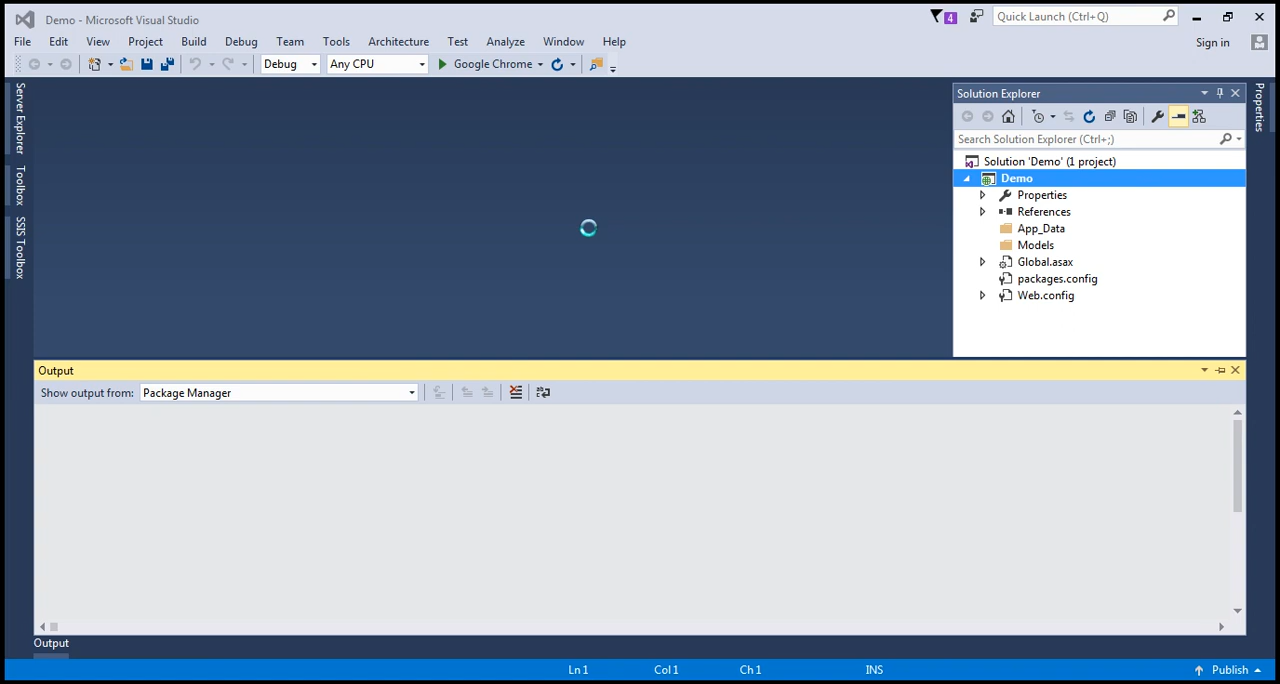 Demo - Microsoft Visual Studio
4
Quick Launch (Ctrl+Q)
File Edit View Project Build Debug Team Tools Architecture Test Analyze Window Help
Sign in
Debug Any CPU Google Chrome
Server Explorer
Toolbox
SSIS Toolbox
Solution Explorer
Search Solution Explorer (Ctrl+;)
Solution 'Demo' (1 project)
Demo
Properties
References
App_Data
Models
Global.asax
packages.config
Web.config
Properties
Output
Show output from: Package Manager
Output
Ln 1 Col 1 Ch 1 INS Publish